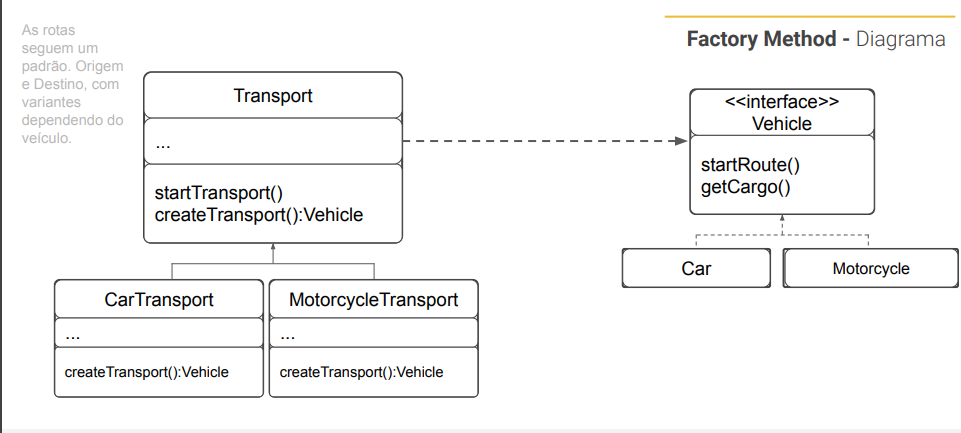 As rotas
seguem um
padrão. Origem
e Destino, com
variantes
dependendo do
veículo.
Factory Method - Diagrama
Transport
...
startTransport()
createTransport():Vehicle
<<interface>>
Vehicle
startRoute()
getCargo()
Car
Motorcycle
CarTransport
...
createTransport():Vehicle
MotorcycleTransport
...
createTransport():Vehicle